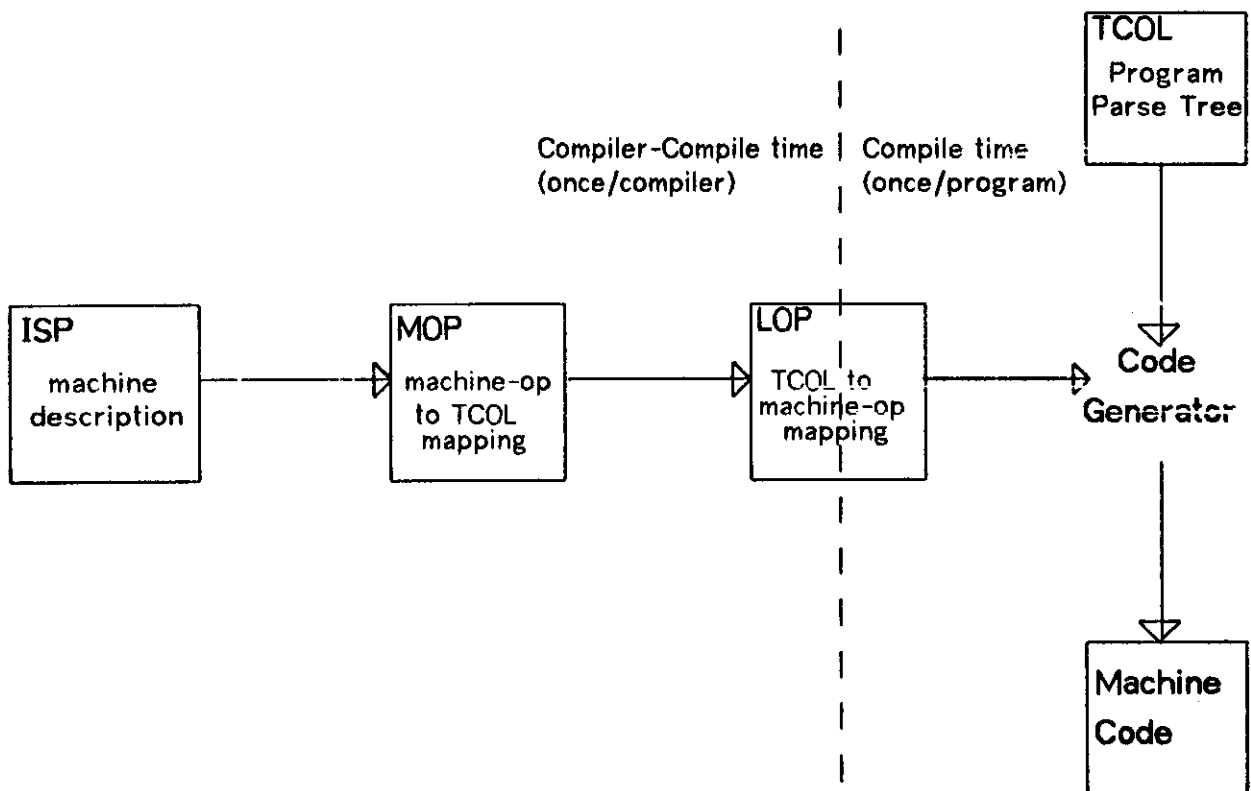 TCOL
Program
Parse Tree
Compiler-Compile time
(once/compiler)
Compile time
(once/program)
ISP
machine
description
MOP
machine-op
to TCOL
mapping
LOP
TCOL to
machine-op
mapping
Code
Generator
Machine
Code